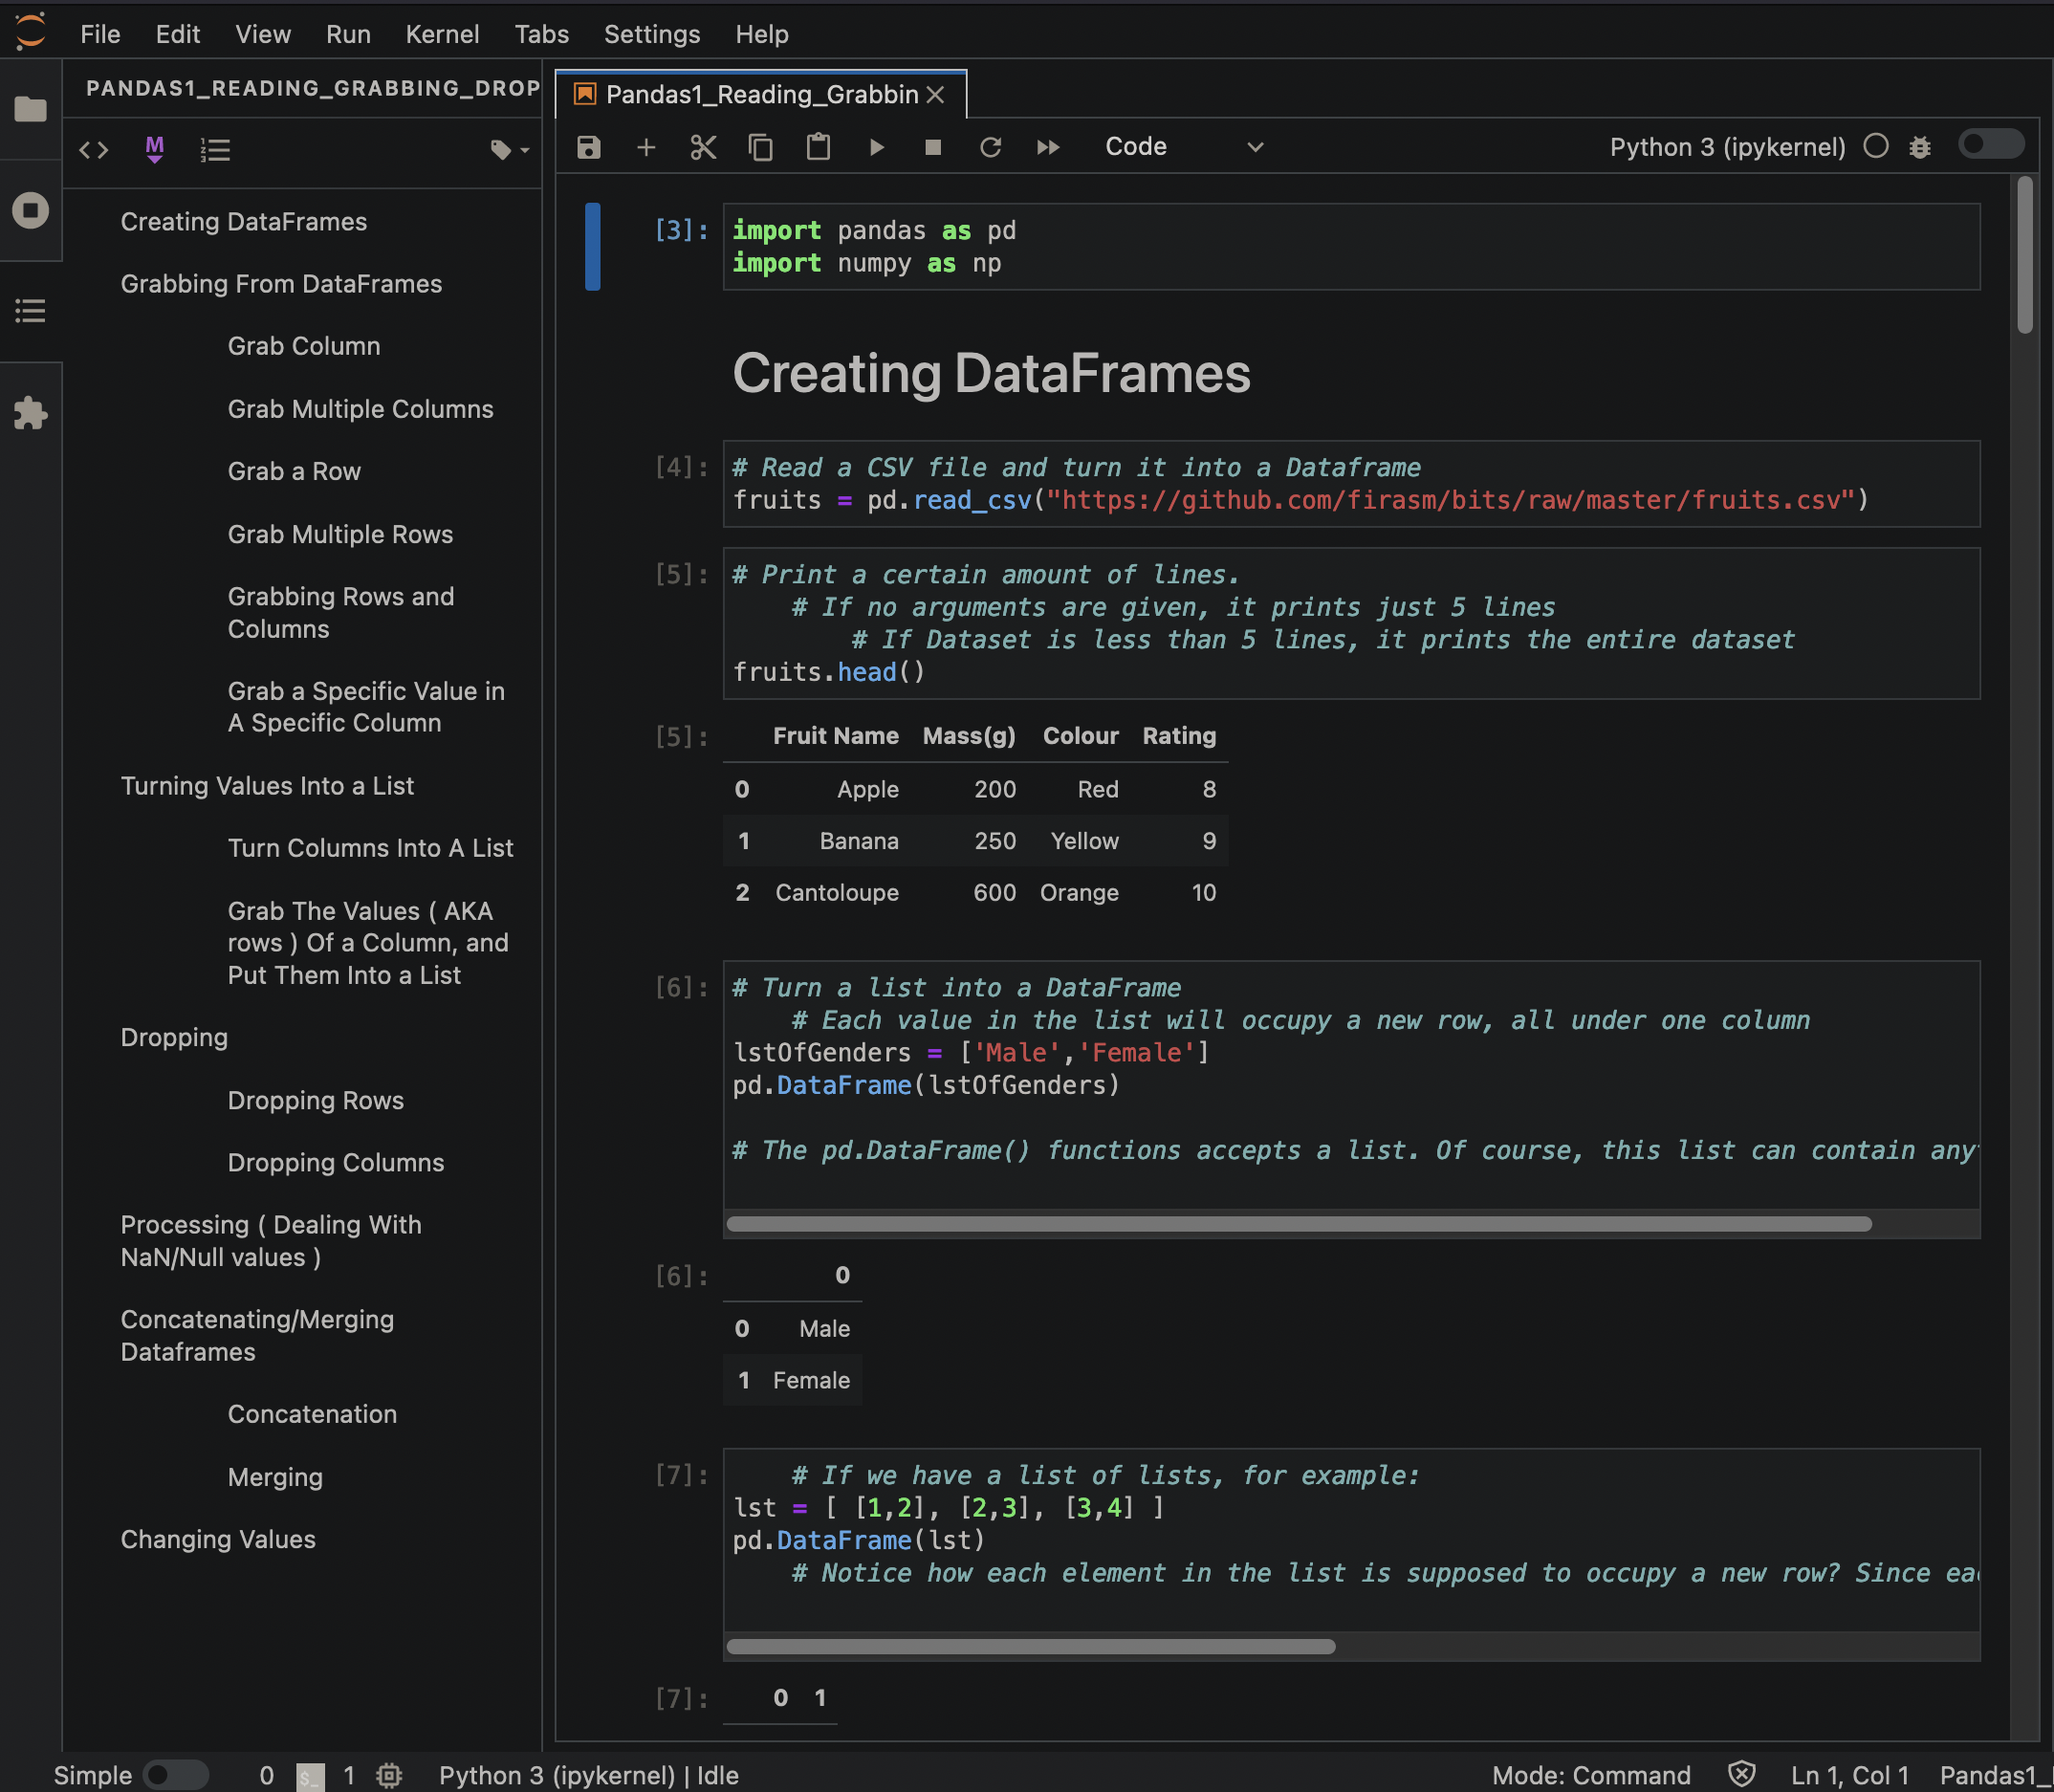 File Edit View Run Kernel Tabs Settings Help
PANDAS1_READING_GRABBING_DROP
M
Creating DataFrames
Grabbing From DataFrames
Grab Column
Grab Multiple Columns
Grab a Row
Grab Multiple Rows
Grabbing Rows and
Columns
Grab a Specific Value in
A Specific Column
Turning Values Into a List
Turn Columns Into A List
Grab The Values ( AKA
rows ) Of a Column, and
Put Them Into a List
Dropping
Dropping Rows
Dropping Columns
Processing ( Dealing With
NaN/Null values )
Concatenating/Merging
Dataframes
Concatenation
Merging
Changing Values
Pandas1_Reading_Grabbin
Code
Python 3 (ipykernel)
[3]: import pandas as pd
import numpy as np
Creating DataFrames
[4]: # Read a CSV file and turn it into a Dataframe
fruits = pd.read_csv("https://github.com/firasm/bits/raw/master/fruits.csv")
[5]: # Print a certain amount of lines.
# If no arguments are given, it prints just 5 lines
# If Dataset is less than 5 lines, it prints the entire dataset
fruits.head()
[5]: Fruit Name Mass(g) Colour Rating
0 Apple 200 Red 8
1 Banana 250 Yellow 9
2 Cantoloupe 600 Orange 10
[6]: # Turn a list into a DataFrame
# Each value in the list will occupy a new row, all under one column
lstOfGenders = ['Male','Female']
pd.DataFrame(lstOfGenders)
# The pd.DataFrame() functions accepts a list. Of course, this list can contain any
[6]: 0
0 Male
1 Female
[7]: # If we have a list of lists, for example:
lst = [ [1,2], [2,3], [3,4] ]
pd.DataFrame(lst)
# Notice how each element in the list is supposed to occupy a new row? Since ea
[7]: 0 1
Simple 0 $_ 1 Python 3 (ipykernel) | Idle Mode: Command Ln 1, Col 1 Pandas1_